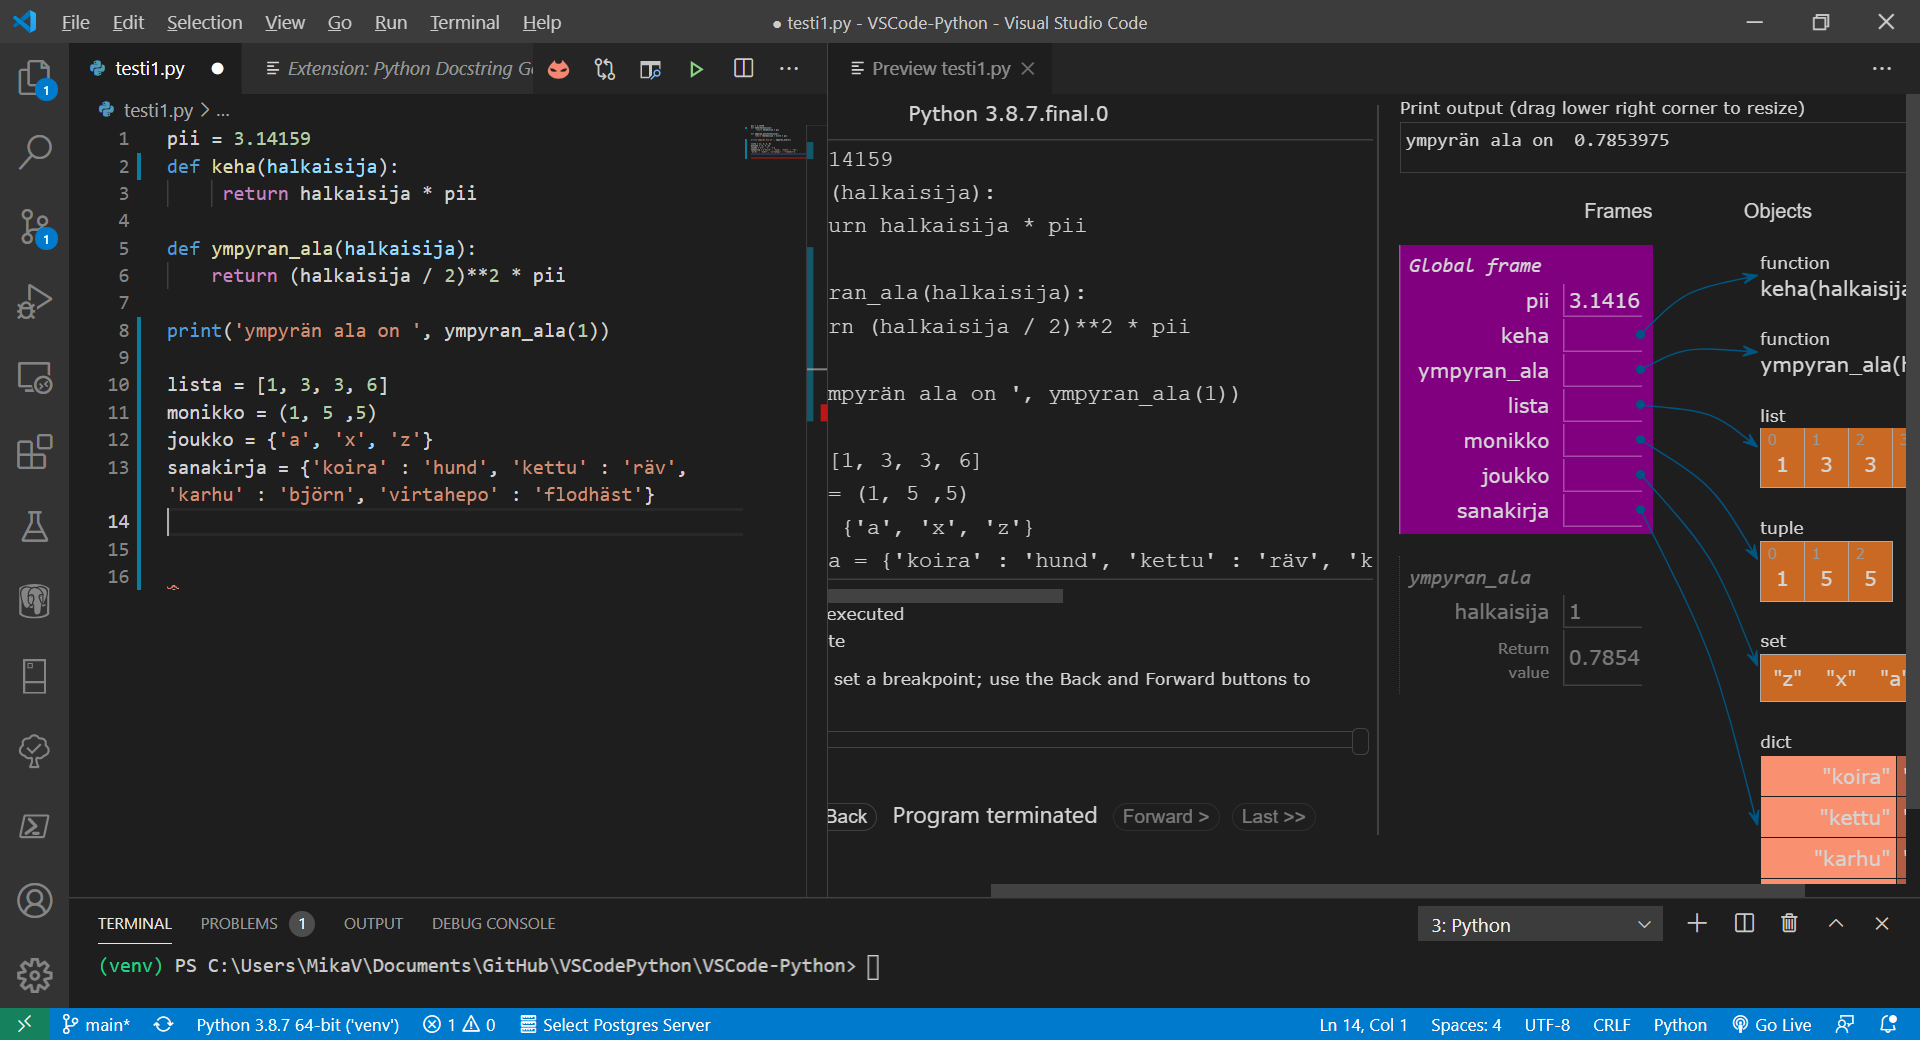 File Edit Selection View Go Run Terminal Help
● testi1.py - VSCode-Python - Visual Studio Code
testi1.py
Extension: Python Docstring G
Preview testi1.py
1
1
testi1.py > ...
1 pii = 3.14159
2 def keha(halkaisija):
3 return halkaisija * pii
4
5 def ympyran_ala(halkaisija):
6 return (halkaisija / 2)**2 * pii
7
8 print('ympyrän ala on ', ympyran_ala(1))
9
10 lista = [1, 3, 3, 6]
11 monikko = (1, 5 ,5)
12 joukko = {'a', 'x', 'z'}
13 sanakirja = {'koira' : 'hund', 'kettu' : 'räv',
'karhu' : 'björn', 'virtahepo' : 'flodhäst'}
14
15
16
Python 3.8.7.final.0
14159
(halkaisija):
urn halkaisija * pii
ran_ala(halkaisija):
rn (halkaisija / 2)**2 * pii
mpyrän ala on ', ympyran_ala(1))
[1, 3, 3, 6]
= (1, 5 ,5)
{'a', 'x', 'z'}
a = {'koira' : 'hund', 'kettu' : 'räv', 'k
executed
te
set a breakpoint; use the Back and Forward buttons to
Back Program terminated Forward > Last >>
Print output (drag lower right corner to resize)
ympyrän ala on  0.7853975
Frames Objects
Global frame
pii 3.1416
keha
ympyran_ala
lista
monikko
joukko
sanakirja
ympyran_ala
halkaisija 1
Return
value 0.7854
function
keha(halkaisija
function
ympyran_ala(h
list
0 1 2 3
1 3 3
tuple
0 1 2
1 5 5
set
"z" "x" "a"
dict
"koira" "
"kettu" "
"karhu" "
TERMINAL PROBLEMS 1 OUTPUT DEBUG CONSOLE
3: Python
(venv) PS C:\Users\MikaV\Documents\GitHub\VSCodePython\VSCode-Python>
main* Python 3.8.7 64-bit ('venv') 1 0 Select Postgres Server
Ln 14, Col 1 Spaces: 4 UTF-8 CRLF Python Go Live